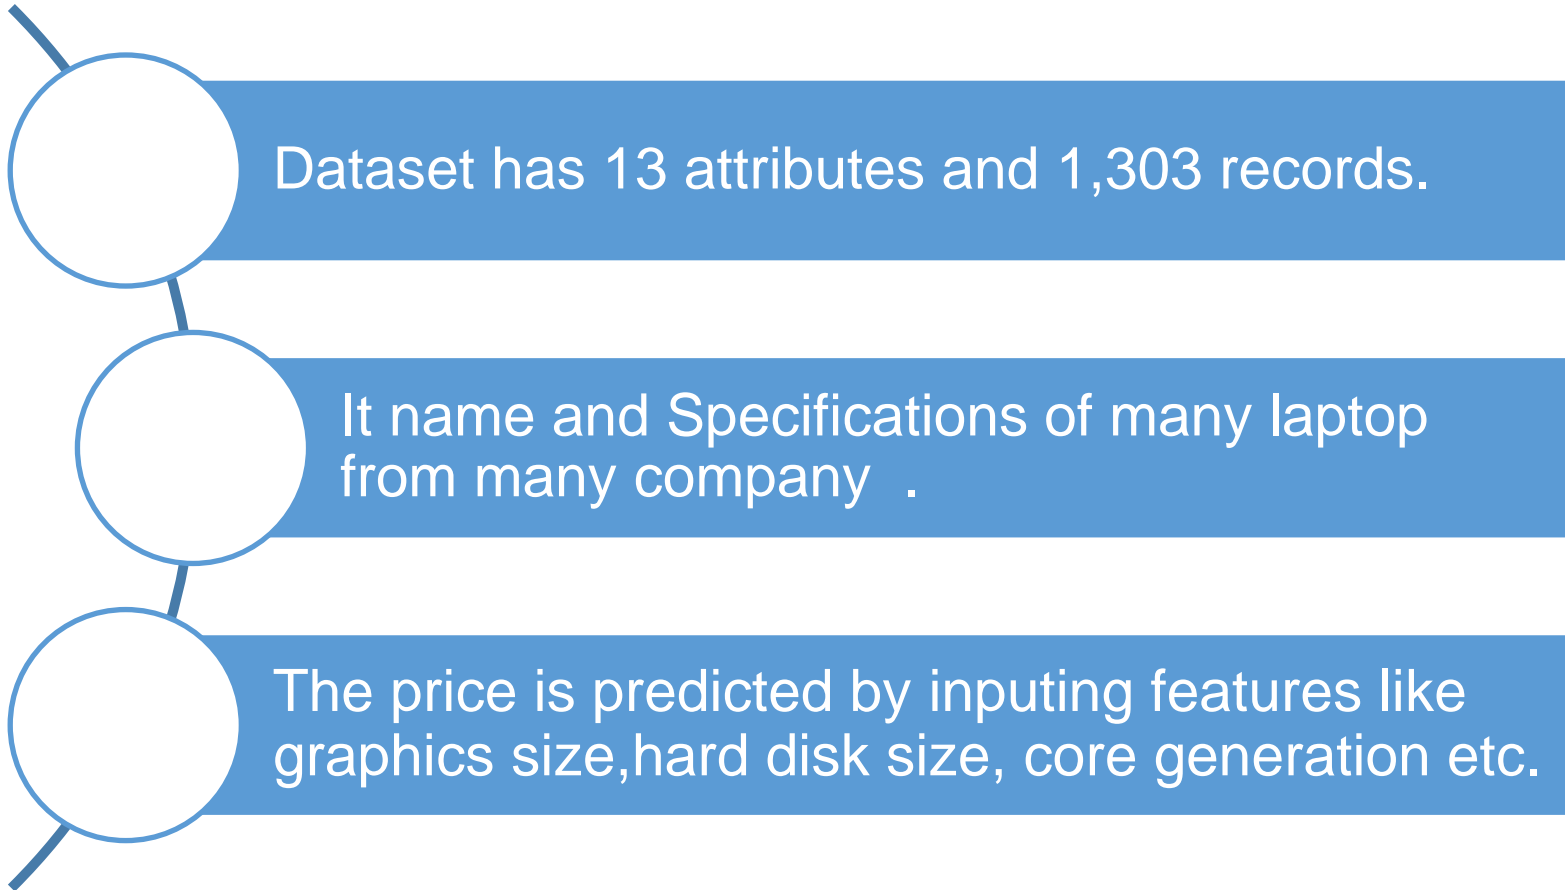 Dataset has 13 attributes and 1,303 records.
It name and Specifications of many laptop
from many company  .
The price is predicted by inputing features like
graphics size,hard disk size, core generation etc.